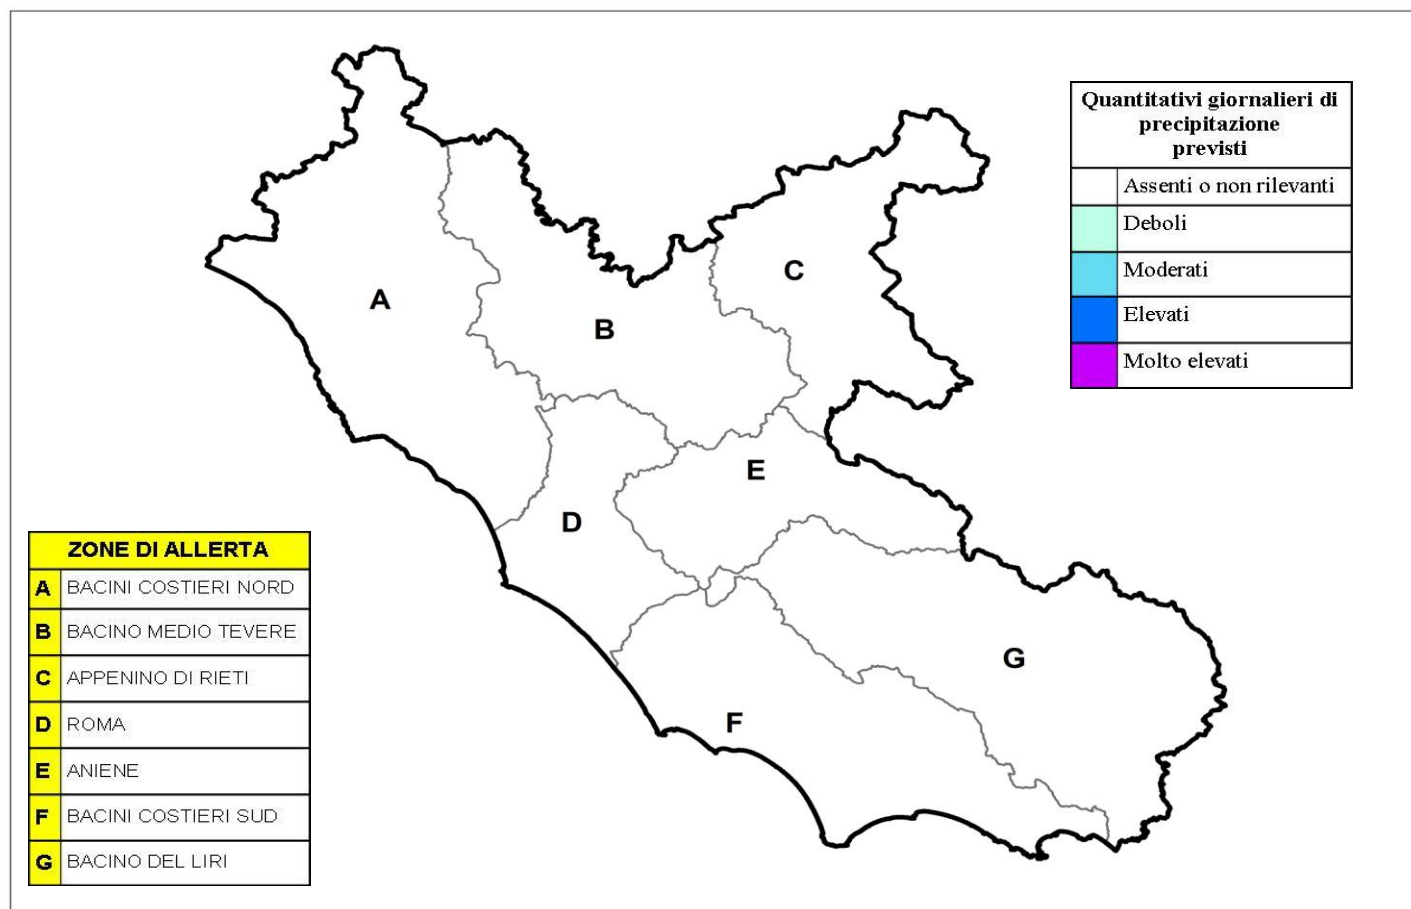 Quantitativi giornalieri di
precipitazione
previsti
Assenti o non rilevanti
Deboli
Moderati
Elevati
Molto elevati
A
B
C
D
E
F
G
ZONE DI ALLERTA
A BACINI COSTIERI NORD
B BACINO MEDIO TEVERE
C APPENINO DI RIETI
D ROMA
E ANIENE
F BACINI COSTIERI SUD
G BACINO DEL LIRI